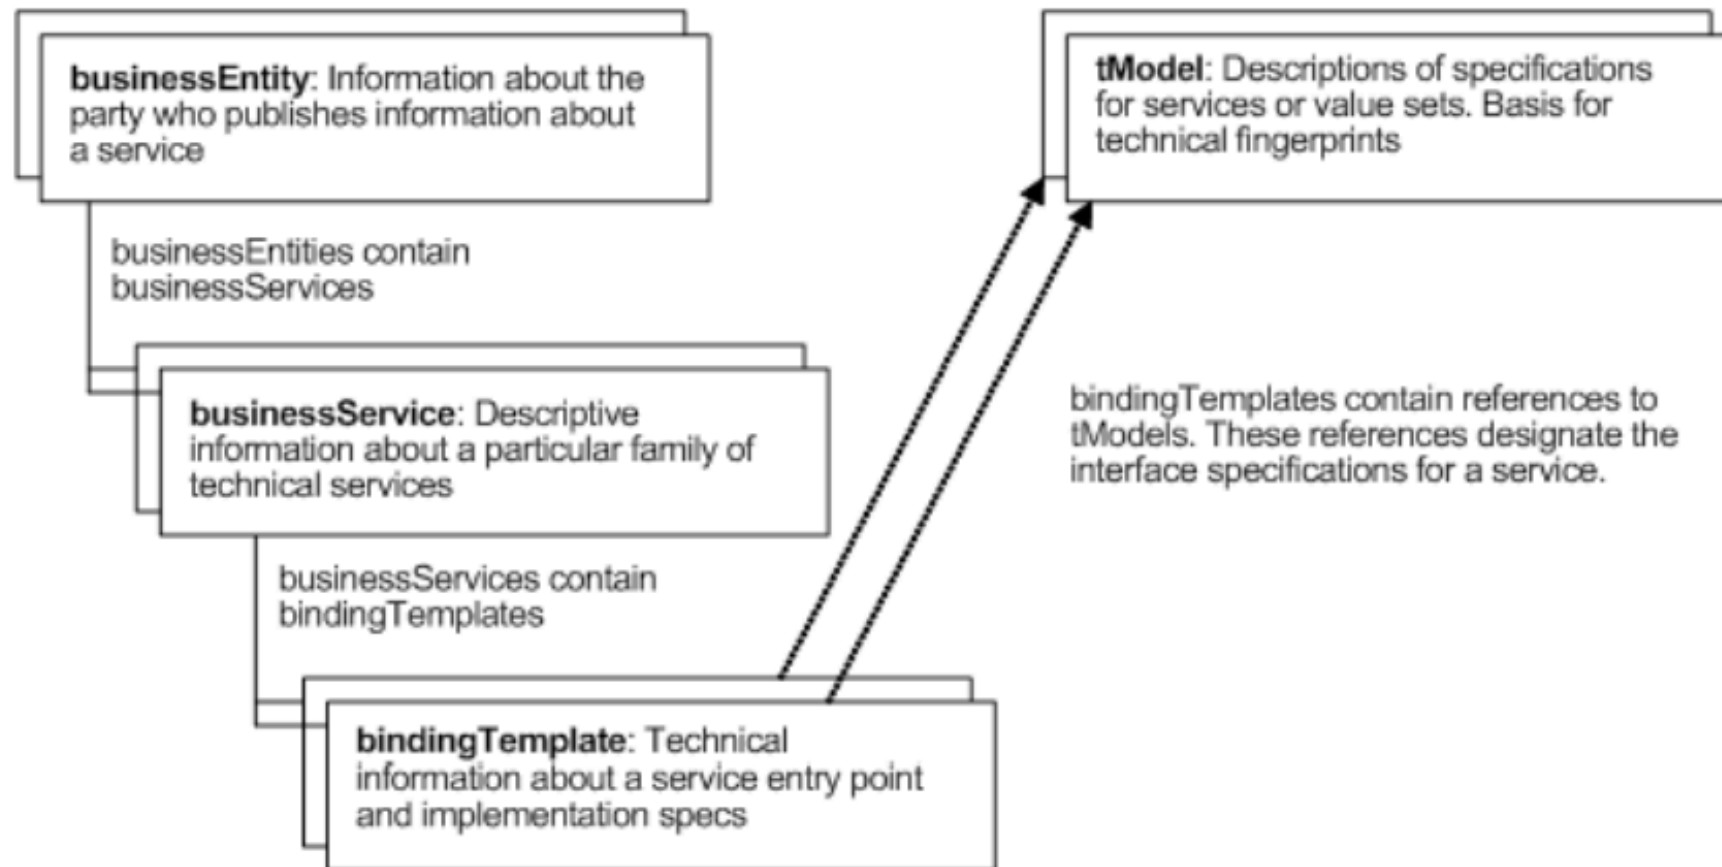 businessEntity: Information about the
party who publishes information about
a service
tModel: Descriptions of specifications
for services or value sets. Basis for
technical fingerprints
businessEntities contain
businessServices
businessService: Descriptive
information about a particular family of
technical services
bindingTemplates contain references to
tModels. These references designate the
interface specifications for a service.
businessServices contain
bindingTemplates
bindingTemplate: Technical
information about a service entry point
and implementation specs